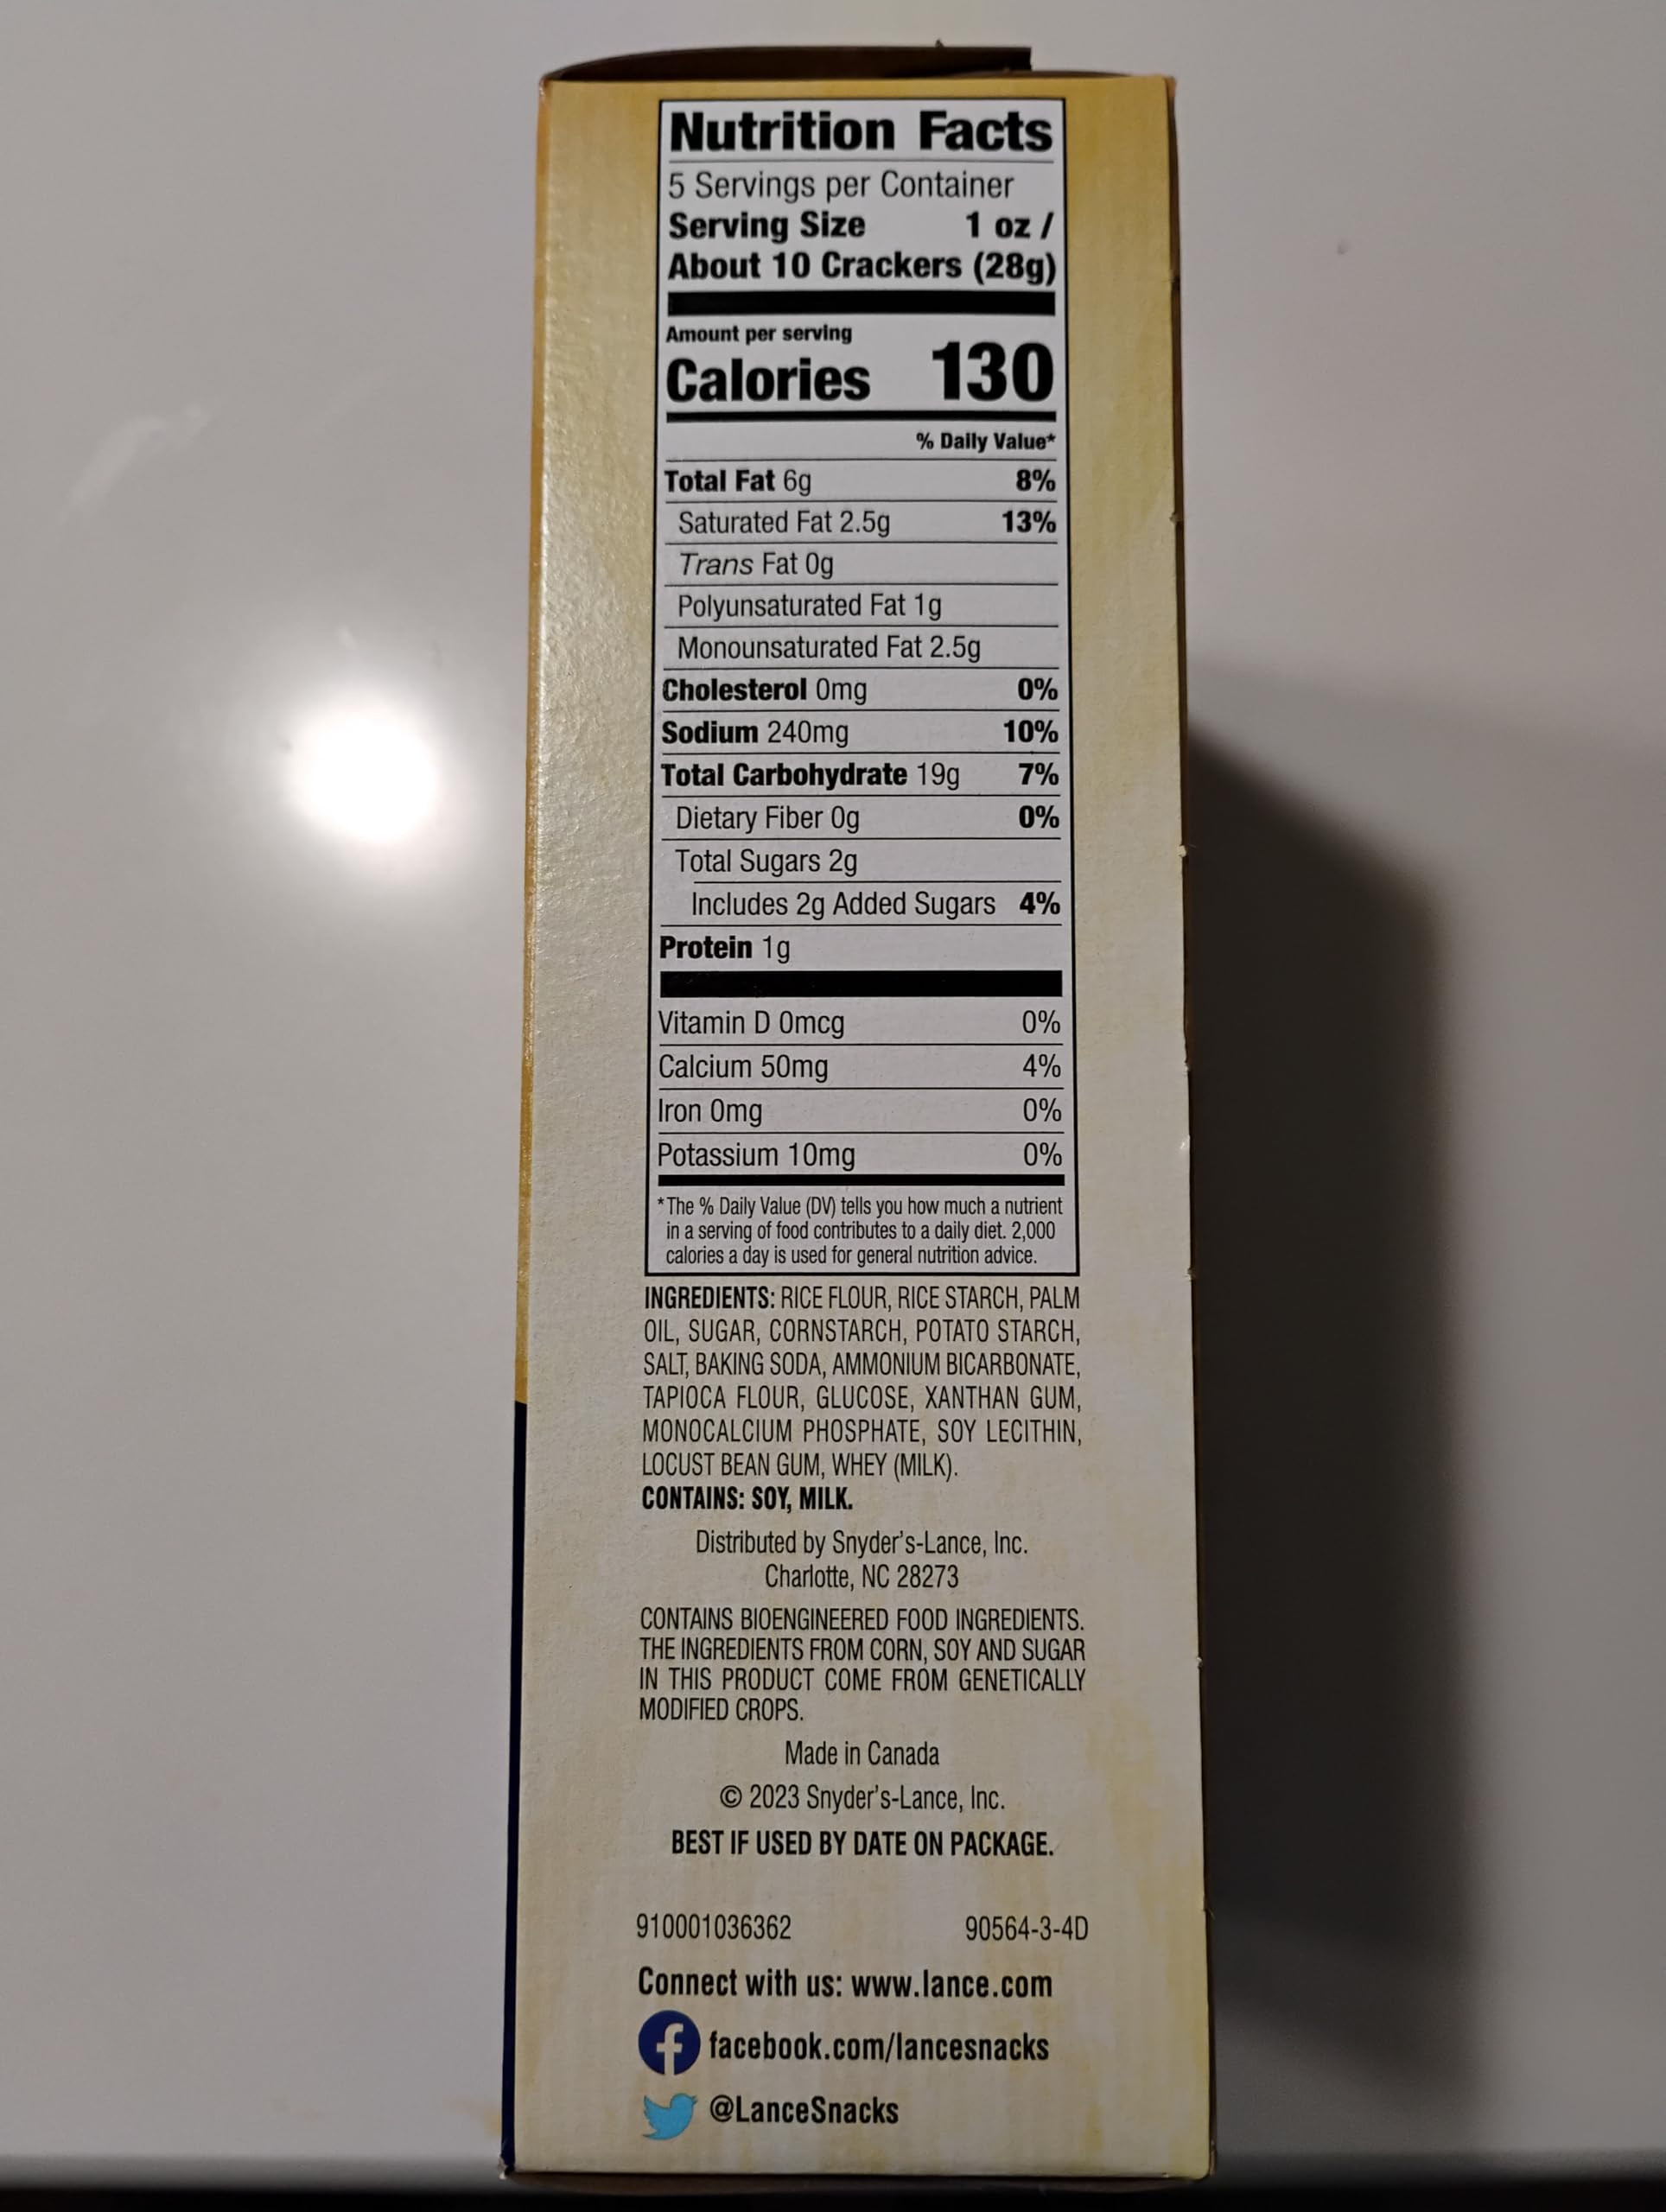 Nutrition Facts
5 Servings per Container
Serving Size 1 oz /
About 10 Crackers (28g)
Amount per serving
Calories 130
% Daily Value*
Total Fat 6g 8%
Saturated Fat 2.5g 13%
Trans Fat 0g
Polyunsaturated Fat 1g
Monounsaturated Fat 2.5g
Cholesterol 0mg 0%
Sodium 240mg 10%
Total Carbohydrate 19g 7%
Dietary Fiber 0g 0%
Total Sugars 2g
Includes 2g Added Sugars 4%
Protein 1g
Vitamin D 0mcg 0%
Calcium 50mg 4%
Iron 0mg 0%
Potassium 10mg 0%
*The % Daily Value (DV) tells you how much a nutrient
in a serving of food contributes to a daily diet. 2,000
calories a day is used for general nutrition advice.
INGREDIENTS: RICE FLOUR, RICE STARCH, PALM
OIL, SUGAR, CORNSTARCH, POTATO STARCH,
SALT, BAKING SODA, AMMONIUM BICARBONATE,
TAPIOCA FLOUR, GLUCOSE, XANTHAN GUM,
MONOCALCIUM PHOSPHATE, SOY LECITHIN,
LOCUST BEAN GUM, WHEY (MILK).
CONTAINS: SOY, MILK.
Distributed by Snyder's-Lance, Inc.
Charlotte, NC 28273
CONTAINS BIOENGINEERED FOOD INGREDIENTS.
THE INGREDIENTS FROM CORN, SOY AND SUGAR
IN THIS PRODUCT COME FROM GENETICALLY
MODIFIED CROPS.
Made in Canada
© 2023 Snyder's-Lance, Inc.
BEST IF USED BY DATE ON PACKAGE.
910001036362 90564-3-4D
Connect with us: www.lance.com
facebook.com/lancesnacks
@LanceSnacks